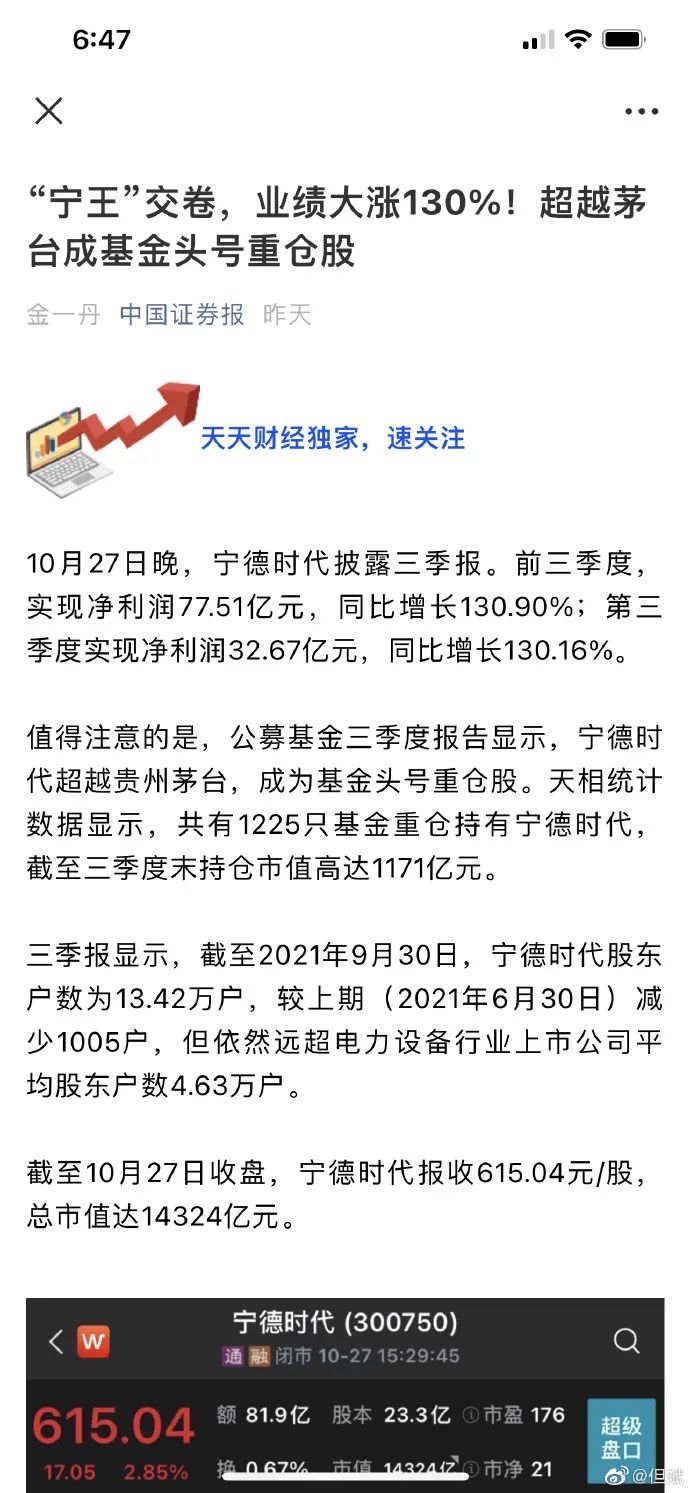 6:47
“宁王”交卷，业绩大涨130%！超越茅
台成基金头号重仓股
金一丹 中国证券报 昨天
天天财经独家，速关注
10月27日晚，宁德时代披露三季报。前三季度，
实现净利润77.51亿元，同比增长130.90%；第三
季度实现净利润32.67亿元，同比增长130.16%。
值得注意的是，公募基金三季度报告显示，宁德时
代超越贵州茅台，成为基金头号重仓股。天相统计
数据显示，共有1225只基金重仓持有宁德时代，
截至三季度末持仓市值高达1171亿元。
三季报显示，截至2021年9月30日，宁德时代股东
户数为13.42万户，较上期（2021年6月30日）减
少1005户，但依然远超电力设备行业上市公司平
均股东户数4.63万户。
截至10月27日收盘，宁德时代报收615.04元/股，
总市值达14324亿元。
W 宁德时代 (300750)
通 融 闭市 10-27 15:29:45
615.04 额 81.9亿 股本 23.3亿 市盈 176 超级
盘口
17.05 2.85% 换 0.67% 市值 14324亿 市净 21
@但斌